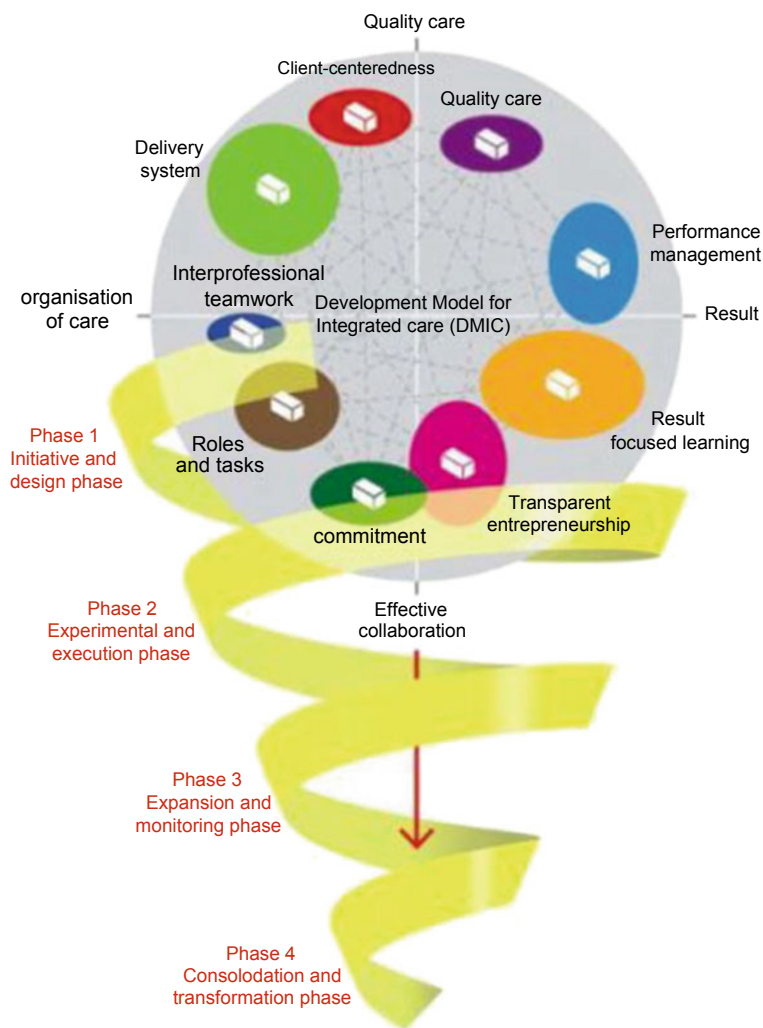 Quality care
Client-centeredness
Quality care
Delivery
system
Performance
management
Interprofessional
teamwork
organisation
of care
Development Model for
Integrated care (DMIC)
Result
Phase 1
Initiative and
design phase
Roles
and tasks
Result
focused learning
Transparent
entrepreneurship
commitment
Phase 2
Experimental and
execution phase
Effective
collaboration
Phase 3
Expansion and
monitoring phase
Phase 4
Consolodation and
transformation phase